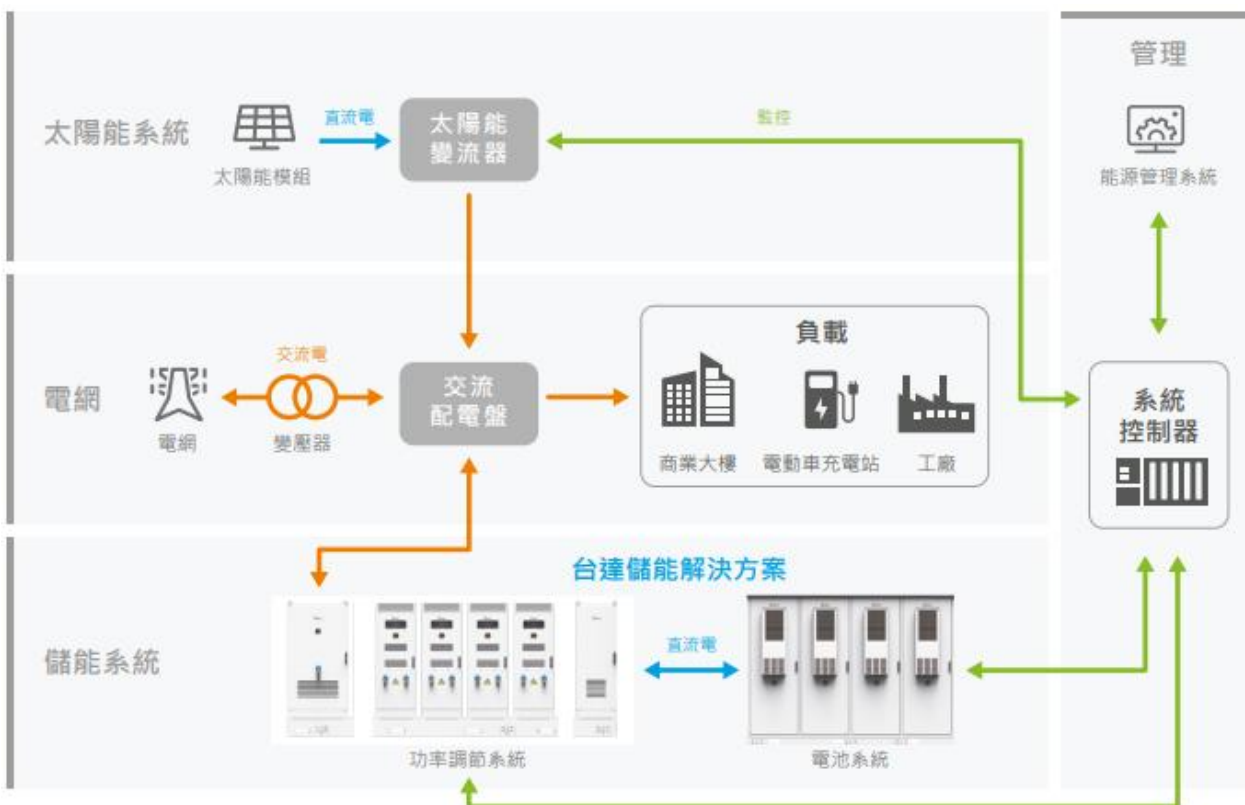 管理
太陽能系統
直流電
太陽能
變流器
監控
太陽能模組
能源管理系統
電網
交流電
電網
變壓器
交流
配電盤
負載
商業大樓
電動車充電站
工廠
系統
控制器
台達儲能解決方案
儲能系統
直流電
功率調節系統
電池系統